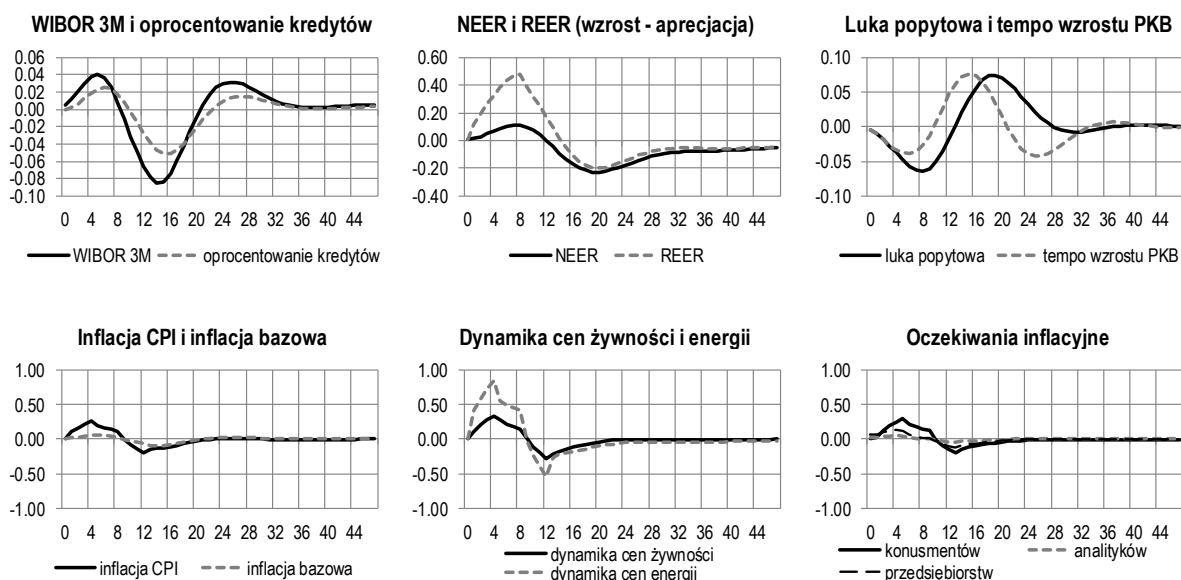 WIBOR 3M i oprocentowanie kredytów
0.06
0.04
0.02
0.00
-0.02
-0.04
-0.06
-0.08
-0.10
0 4 8 12 16 20 24 28 32 36 40 44
WIBOR 3M oprocentowanie kredytów
NEER i REER (wzrost - aprecjacja)
0.60
0.40
0.20
0.00
-0.20
-0.40
0 4 8 12 16 20 24 28 32 36 40 44
NEER REER
Luka popytowa i tempo wzrostu PKB
0.10
0.05
0.00
-0.05
-0.10
0 4 8 12 16 20 24 28 32 36 40 44
luka popytowa tempo wzrostu PKB
Inflacja CPI i inflacja bazowa
1.00
0.50
0.00
-0.50
-1.00
0 4 8 12 16 20 24 28 32 36 40 44
inflacja CPI inflacja bazowa
Dynamika cen żywności i energii
1.00
0.50
0.00
-0.50
-1.00
0 4 8 12 16 20 24 28 32 36 40 44
dynamika cen żywności
dynamika cen energii
Oczekiwania inflacyjne
1.00
0.50
0.00
-0.50
-1.00
0 4 8 12 16 20 24 28 32 36 40 44
konusmentów analityków
przedsiebiorstw